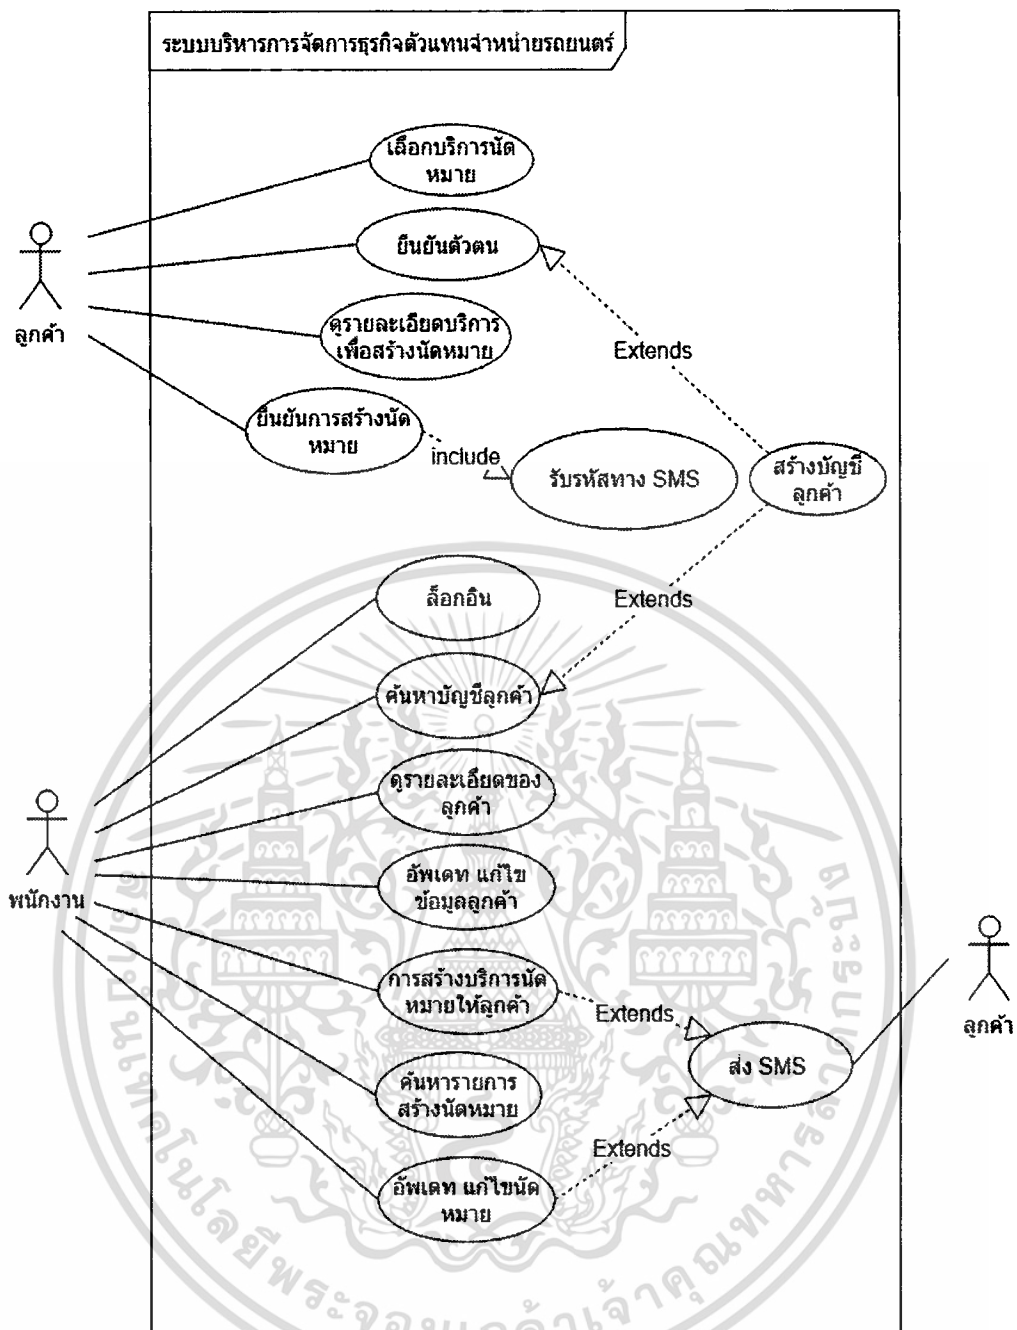 ระบบบริหารการจัดการธุรกิจตัวแทนจำหน่ายรถยนตร์
เลือกบริการนัด
หมาย
ยืนยันตัวตน
ลูกค้า
ดูรายละเอียดบริการ
เพื่อสร้างนัดหมาย
Extends
ยืนยันการสร้างนัด
หมาย
include
รับรหัสทาง SMS
สร้างบัญชี
ลูกค้า
ล็อกอิน
Extends
ค้นหาบัญชีลูกค้า
ดูรายละเอียดของ
ลูกค้า
พนักงาน
อัพเดท แก้ไข
ข้อมูลลูกค้า
การสร้างบริการนัด
หมายให้ลูกค้า
Extends
ลูกค้า
ส่ง SMS
ค้นหารายการ
สร้างนัดหมาย
Extends
อัพเดท แก้ไขนัด
หมาย